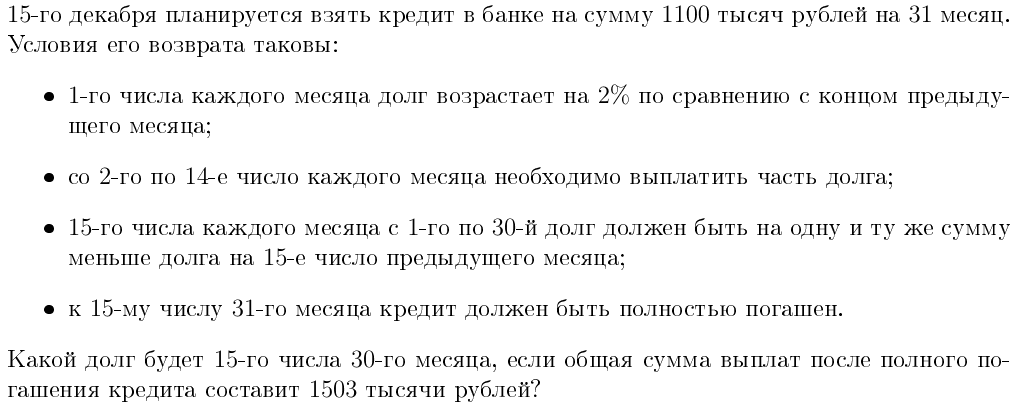 15-го декабря планируется взять кредит в банке на сумму 1100 тысяч рублей на 31 месяц.
Условия его возврата таковы:
• 1-го числа каждого месяца долг возрастает на 2% по сравнению с концом предыду-
щего месяца;
• со 2-го по 14-е число каждого месяца необходимо выплатить часть долга;
• 15-го числа каждого месяца с 1-го по 30-й долг должен быть на одну и ту же сумму
меньше долга на 15-е число предыдущего месяца;
• к 15-му числу 31-го месяца кредит должен быть полностью погашен.
Какой долг будет 15-го числа 30-го месяца, если общая сумма выплат после полного по-
гашения кредита составит 1503 тысячи рублей?